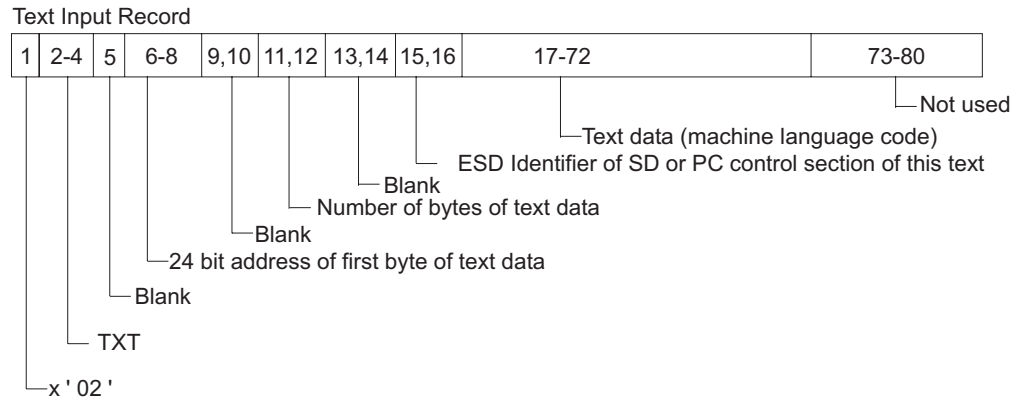 Text Input Record
1 2-4 5 6-8 9,10 11,12 13,14 15,16 17-72 73-80
Not used
Text data (machine language code)
ESD Identifier of SD or PC control section of this text
Blank
Number of bytes of text data
Blank
24 bit address of first byte of text data
Blank
TXT
x ' 02 '